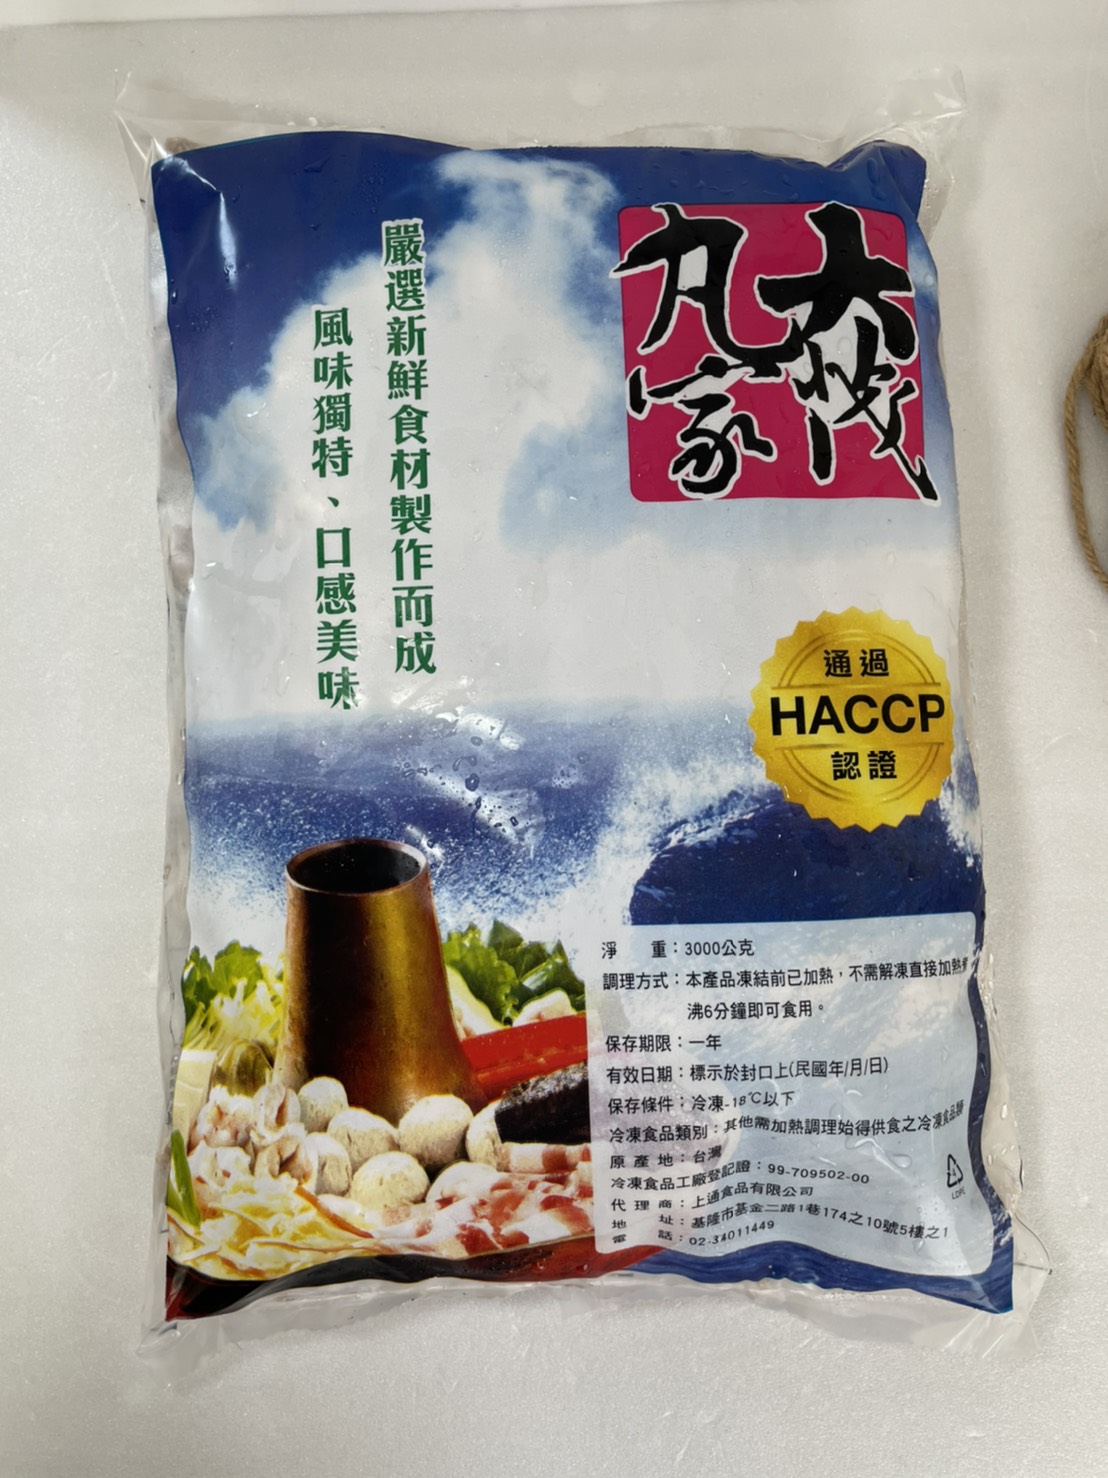 大茂
丸家
嚴選新鮮食材製作而成
風味獨特、口感美味
通過
HACCP
認證
淨 重：3000公克
調理方式：本產品凍結前已加熱，不需解凍直接加熱煮
沸6分鐘即可食用。
保存期限：一年
有效日期：標示於封口上(民國年/月/日)
保存條件：冷凍-18℃以下
冷凍食品類別：其他需加熱調理始得供食之冷凍食品類
原產地：台灣
冷凍食品工廠登記證：99-709502-00
代理商：上通食品有限公司
地 址：基隆市基金二路1巷174之10號5樓之1
電 話：02-34011449
4
LDPE